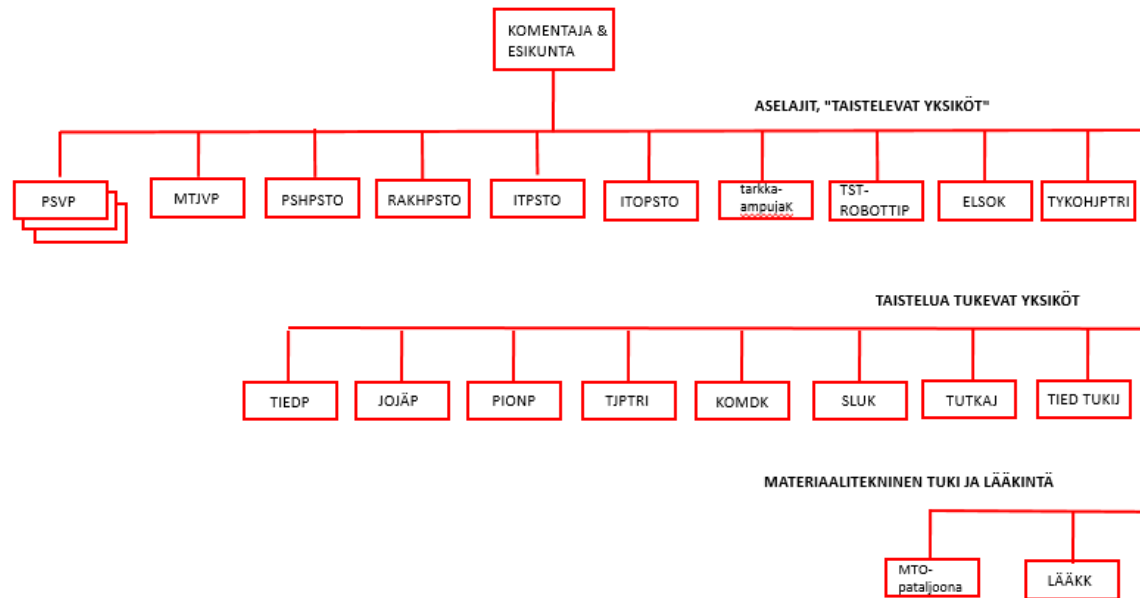 KOMENTAJA &
ESIKUNTA
ASELAJIT, "TAISTELEVAT YKSIKÖT"
PSVP
MTJVP
PSHPSTO
RAKHPSTO
ITPSTO
ITOPSTO
tarkka-
ampujaK
TST-
ROBOTTIP
ELSOK
TYKOHJPTRI
TAISTELUA TUKEVAT YKSIKÖT
TIEDP
JOJÄP
PIONP
TJPTRI
KOMDK
SLUK
TUTKAJ
TIED TUKIJ
MATERIAALITEKNINEN TUKI JA LÄÄKINTÄ
MTO-
pataljoona
LÄÄKK